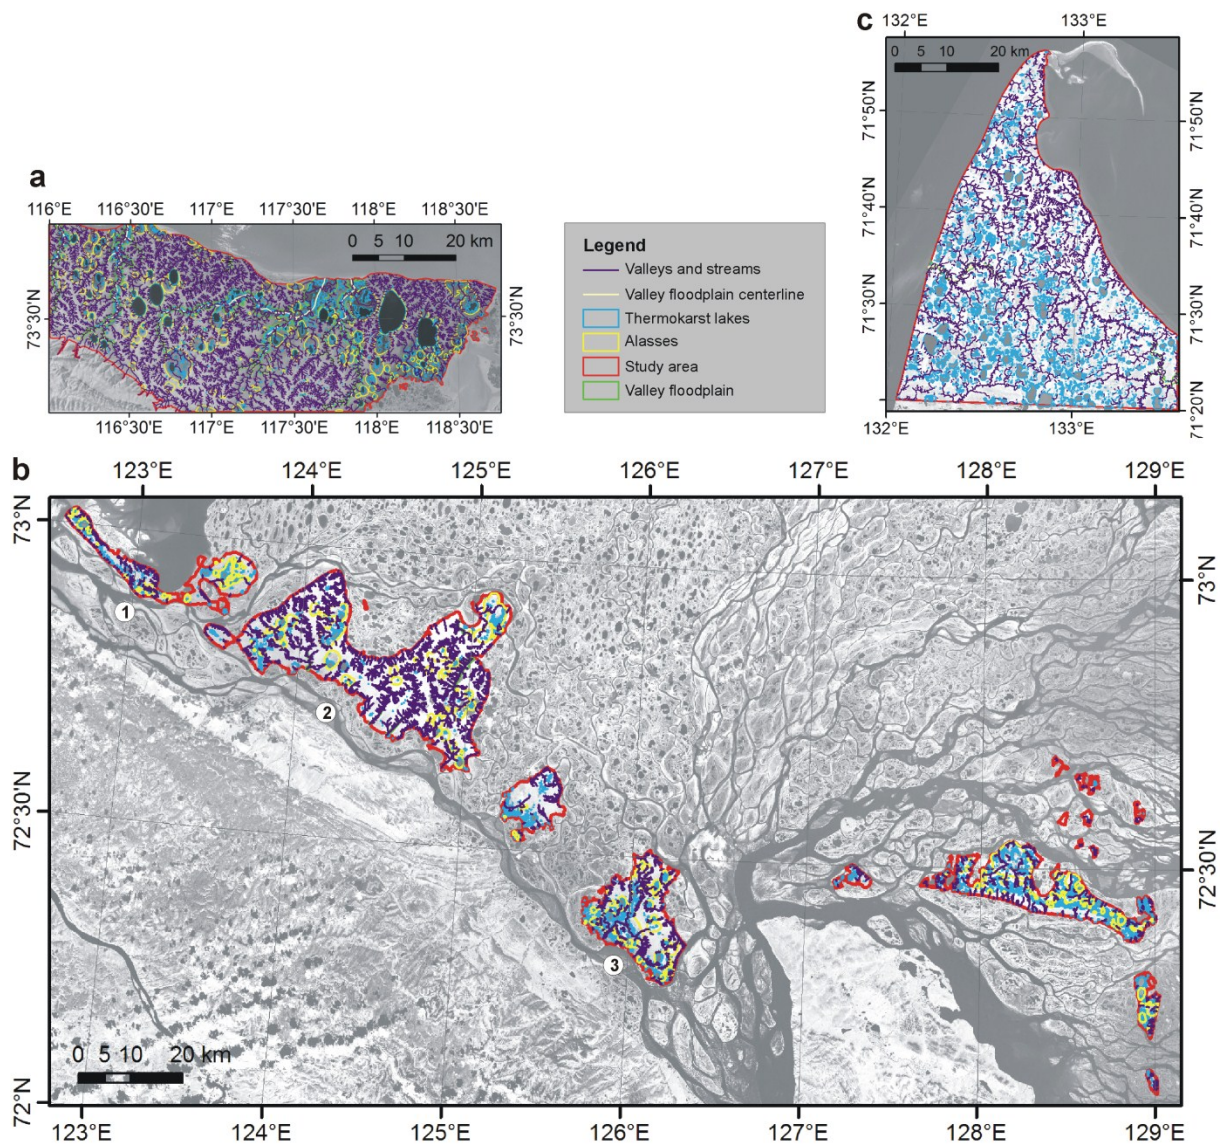 c
132°E 133°E
0 5 10 20 km
71°50'N
71°50'N
71°40'N
71°40'N
71°30'N
71°30'N
71°20'N
132°E 133°E
a
116°E 116°30'E 117°E 117°30'E 118°E 118°30'E
0 5 10 20 km
73°30'N
73°30'N
116°30'E 117°E 117°30'E 118°E 118°30'E
Legend
Valleys and streams
Valley floodplain centerline
Thermokarst lakes
Alasses
Study area
Valley floodplain
b
123°E 124°E 125°E 126°E 127°E 128°E 129°E
73°N
73°N
1
2
72°30'N
72°30'N
3
0 5 10 20 km
72°N
123°E 124°E 125°E 126°E 127°E 128°E 129°E